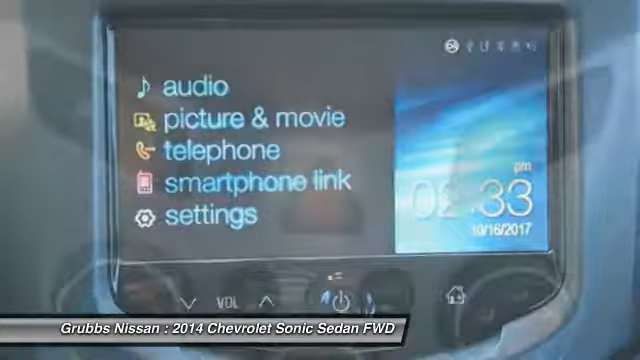 audio
picture & movie
telephone
smartphone link
settings
pm
02:33
10/16/2017
VOL
Grubbs Nissan : 2014 Chevrolet Sonic Sedan FWD